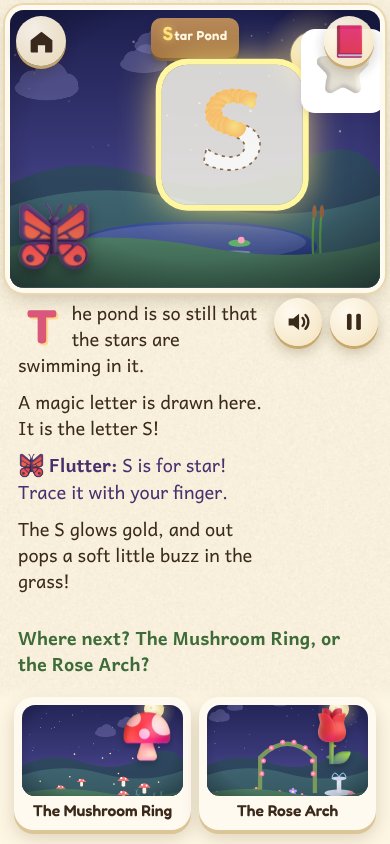 Star Pond
S
The pond is so still that
the stars are
swimming in it.
A magic letter is drawn here.
It is the letter S!
Flutter: S is for star!
Trace it with your finger.
The S glows gold, and out
pops a soft little buzz in the
grass!
Where next? The Mushroom Ring, or
the Rose Arch?
The Mushroom Ring
The Rose Arch